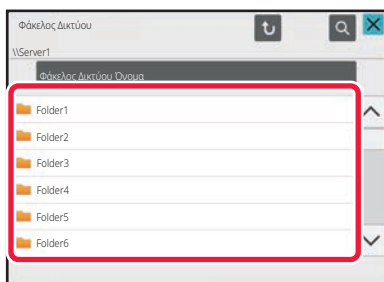 Φάκελος Δικτύου
\\Server1
Φάκελος Δικτύου Όνομα
Folder1
Folder2
Folder3
Folder4
Folder5
Folder6